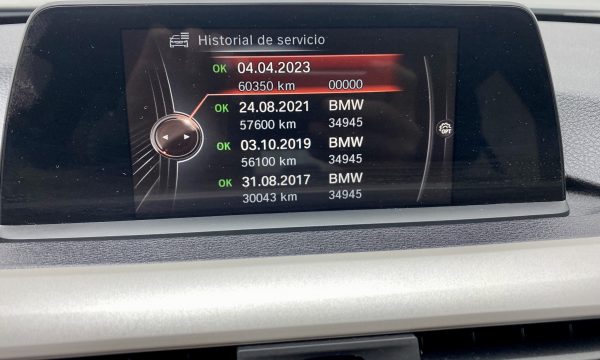 Historial de servicio
OK 04.04.2023
60350 km 00000
OK 24.08.2021 BMW
57600 km 34945
OK 03.10.2019 BMW
56100 km 34945
OK 31.08.2017 BMW
30043 km 34945
OPT